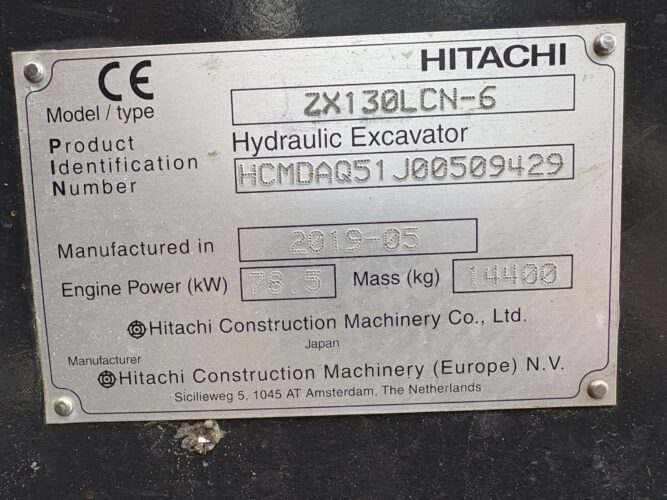 CE HITACHI
Model / type ZX130LCN-6
Product Hydraulic Excavator
Identification HCMDAQ51J00509429
Number
Manufactured in 2019-05
Engine Power (kW) 78.5 Mass (kg) 14400
Hitachi Construction Machinery Co., Ltd.
Japan
Manufacturer
Hitachi Construction Machinery (Europe) N.V.
Sicilieweg 5, 1045 AT Amsterdam, The Netherlands